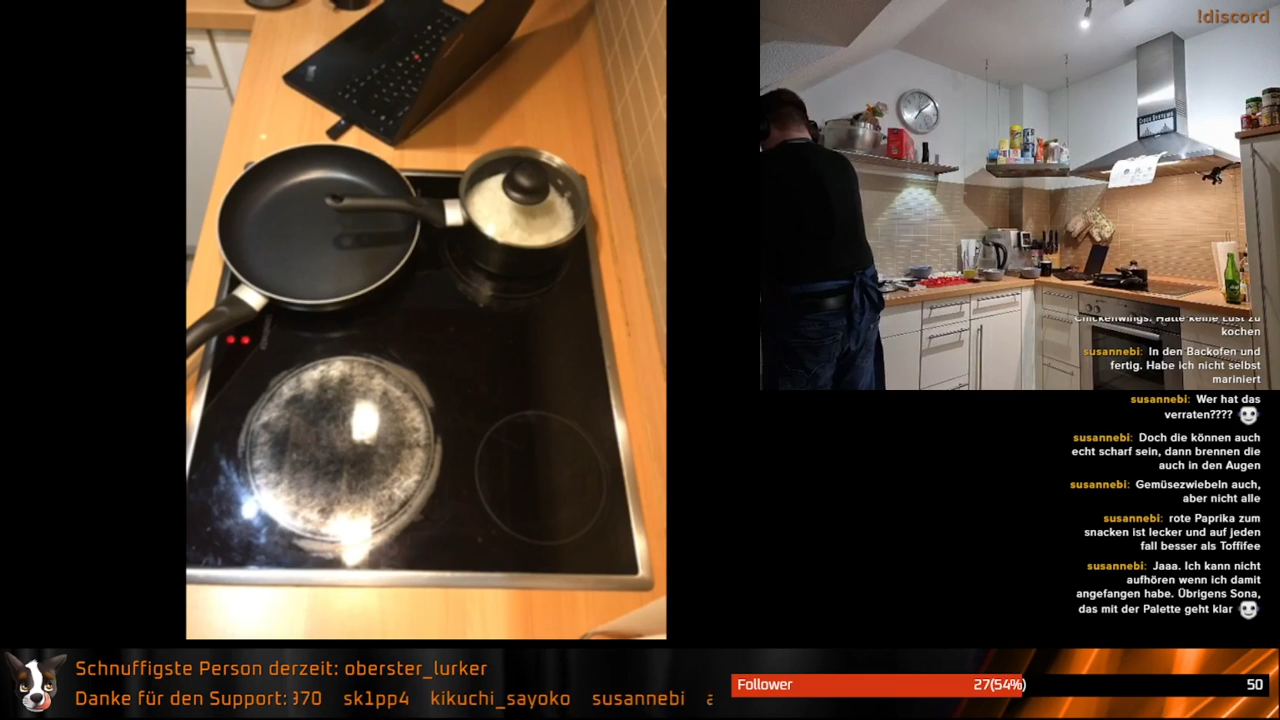 !discord
Chickenwings. Hatte keine Lust zu
kochen
susannebi: In den Backofen und
fertig. Habe ich nicht selbst
mariniert
susannebi: Wer hat das
verraten????
susannebi: Doch die können auch
echt scharf sein, dann brennen die
auch in den Augen
susannebi: Gemüsezwiebeln auch,
aber nicht alle
susannebi: rote Paprika zum
snacken ist lecker und auf jeden
fall besser als Toffifee
susannebi: Jaaa. Ich kann nicht
aufhören wenn ich damit
angefangen habe. Übrigens Sona,
das mit der Palette geht klar
Schnuffigste Person derzeit: oberster_lurker
Danke für den Support: 370 sk1pp4 kikuchi_sayoko susannebi
Follower 27(54%) 50